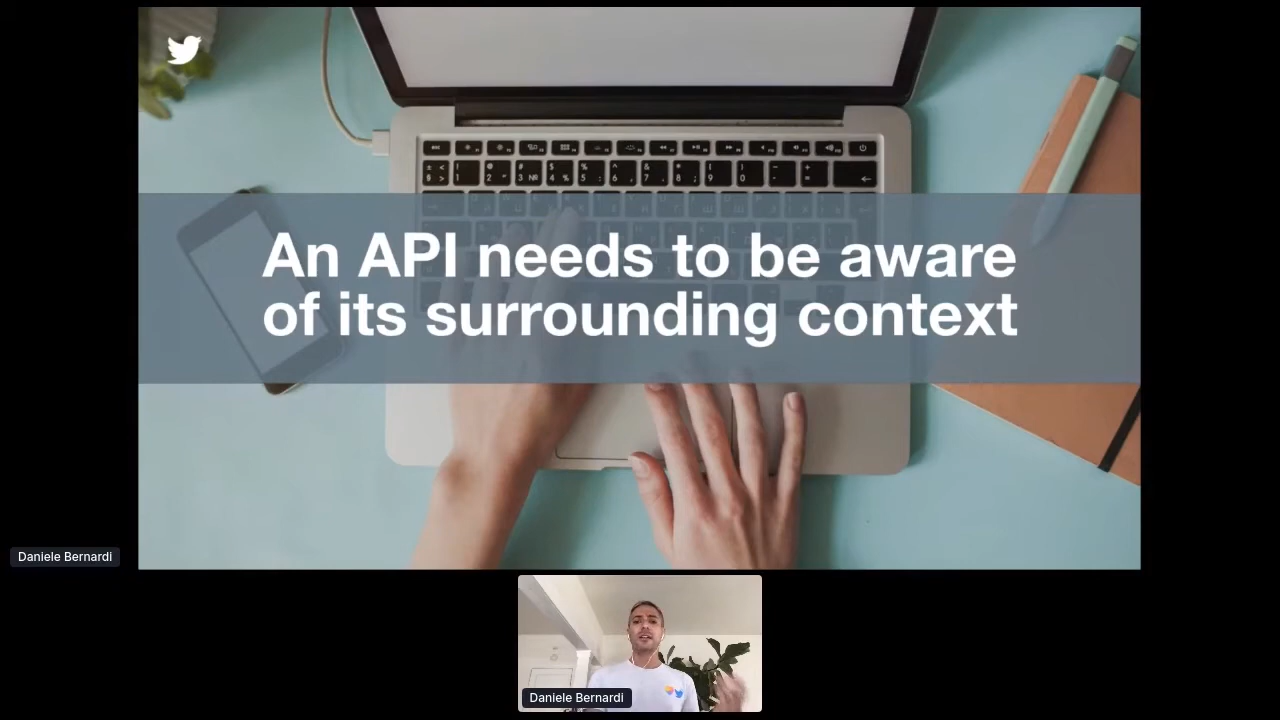 An API needs to be aware
of its surrounding context
Daniele Bernardi
Daniele Bernardi